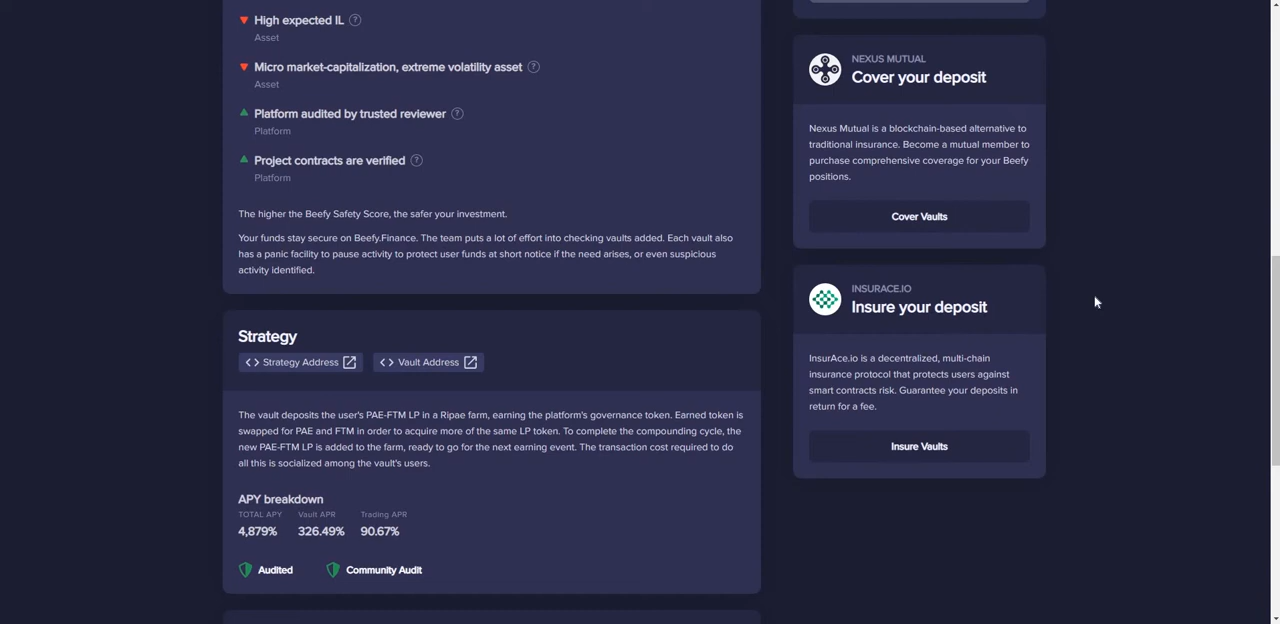 High expected IL ?
Asset
Micro market-capitalization, extreme volatility asset ?
Asset
Platform audited by trusted reviewer ?
Platform
Project contracts are verified ?
Platform
The higher the Beefy Safety Score, the safer your investment.
Your funds stay secure on Beefy.Finance. The team puts a lot of effort into checking vaults added. Each vault also
has a panic facility to pause activity to protect user funds at short notice if the need arises, or even suspicious
activity identified.
Strategy
<> Strategy Address
<> Vault Address
The vault deposits the user's PAE-FTM LP in a Ripae farm, earning the platform's governance token. Earned token is
swapped for PAE and FTM in order to acquire more of the same LP token. To complete the compounding cycle, the
new PAE-FTM LP is added to the farm, ready to go for the next earning event. The transaction cost required to do
all this is socialized among the vault's users.
APY breakdown
TOTAL APY Vault APR Trading APR
4,879% 326.49% 90.67%
Audited Community Audit
NEXUS MUTUAL
Cover your deposit
Nexus Mutual is a blockchain-based alternative to
traditional insurance. Become a mutual member to
purchase comprehensive coverage for your Beefy
positions.
Cover Vaults
INSURACE.IO
Insure your deposit
InsurAce.io is a decentralized, multi-chain
insurance protocol that protects users against
smart contracts risk. Guarantee your deposits in
return for a fee.
Insure Vaults